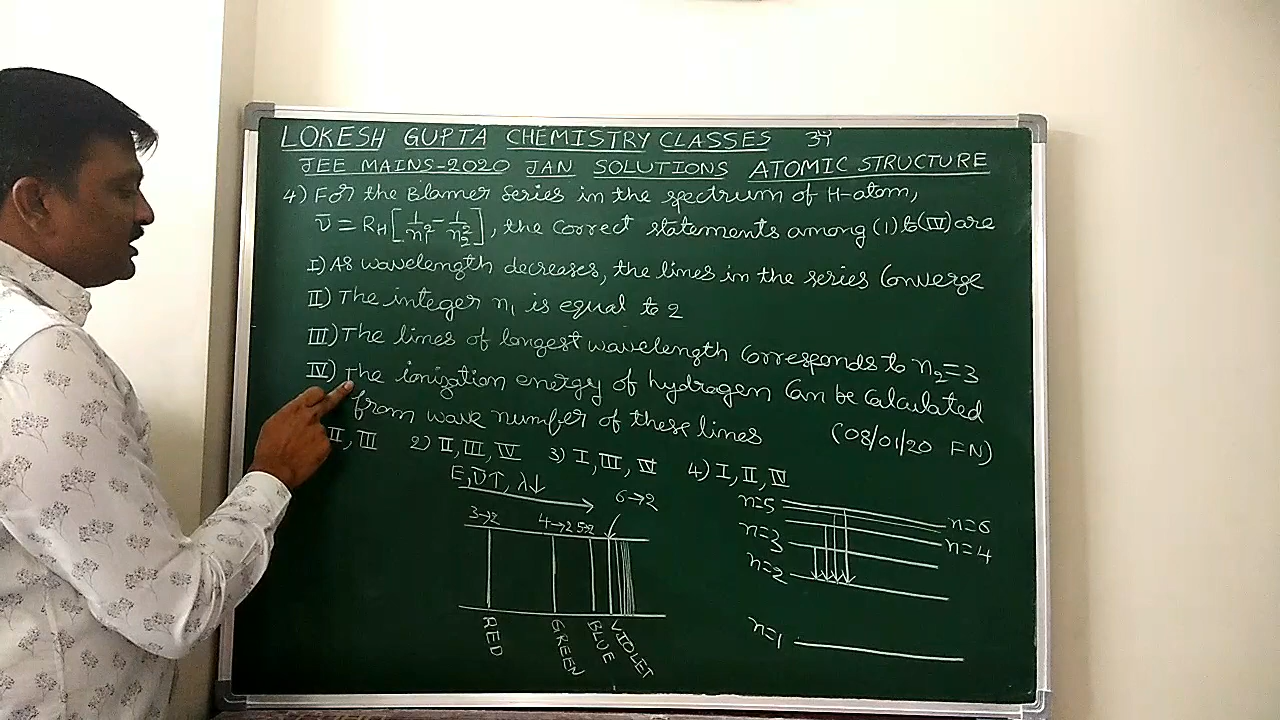 LOKESH GUPTA CHEMISTRY CLASSES ॐ
JEE MAINS-2020 JAN SOLUTIONS ATOMIC STRUCTURE
4) For the Blamer series in the spectrum of H-atom,
ν̅ = R_H [1/n₁² - 1/n₂²], the correct statements among (1) to (IV) are
I) As wavelength decreases, the lines in the series Converge
II) The integer n₁ is equal to 2
III) The lines of longest wavelength Corresponds to n₂=3
IV) The ionization energy of hydragen Can be Calculated
from wave number of these lines (08/01/20 FN)
II, III 2) II, III, IV 3) I, III, IV 4) I, II, IV
E, ν̅↑, λ↓
6→2
3→2 4→2 5→2
RED
GREEN
BLUE
VIOLET
n=5
n=6
n=3
n=4
n=2
n=1